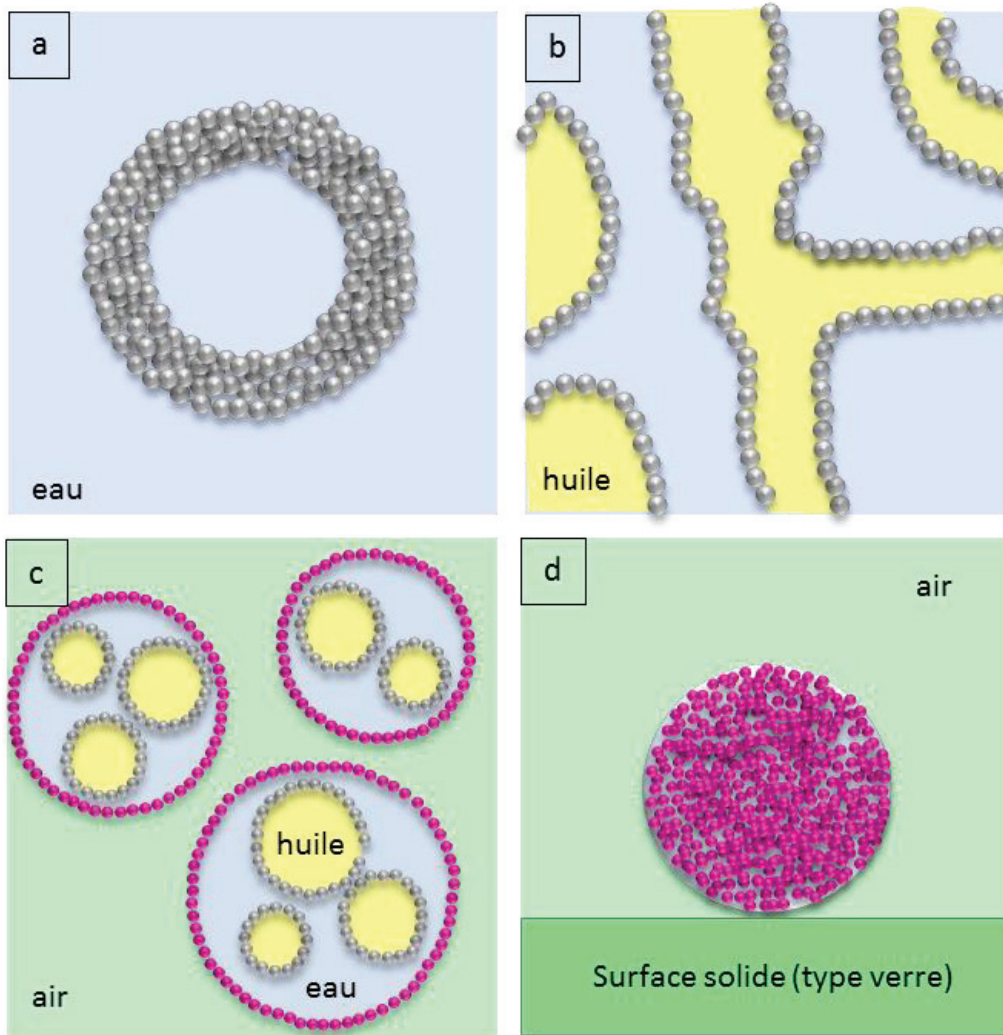 a
eau
b
huile
c
huile
eau
air
d
air
Surface solide (type verre)